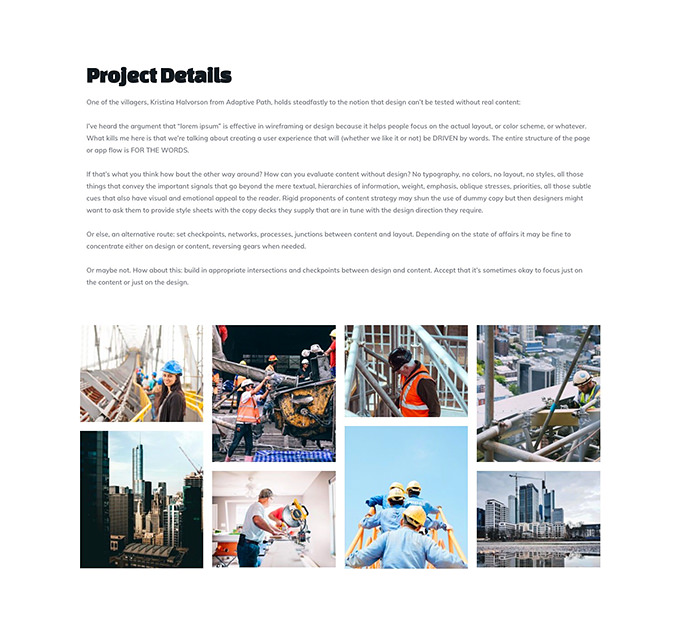 Project Details
One of the villagers, Kristina Halvorson from Adaptive Path, holds steadfastly to the notion that design can't be tested without real content:
I've heard the argument that "lorem ipsum" is effective in wireframing or design because it helps people focus on the actual layout, or color scheme, or whatever.
What kills me here is that we're talking about creating a user experience that will (whether we like it or not) be DRIVEN by words. The entire structure of the page
or app flow is FOR THE WORDS.
If that's what you think how bout the other way around? How can you evaluate content without design? No typography, no colors, no layout, no styles, all those
things that convey the important signals that go beyond the mere textual, hierarchies of information, weight, emphasis, oblique stresses, priorities, all those subtle
cues that also have visual and emotional appeal to the reader. Rigid proponents of content strategy may shun the use of dummy copy but then designers might
want to ask them to provide style sheets with the copy decks they supply that are in tune with the design direction they require.
Or else, an alternative route: set checkpoints, networks, processes, junctions between content and layout. Depending on the state of affairs it may be fine to
concentrate either on design or content, reversing gears when needed.
Or maybe not. How about this: build in appropriate intersections and checkpoints between design and content. Accept that it's sometimes okay to focus just on
the content or just on the design.